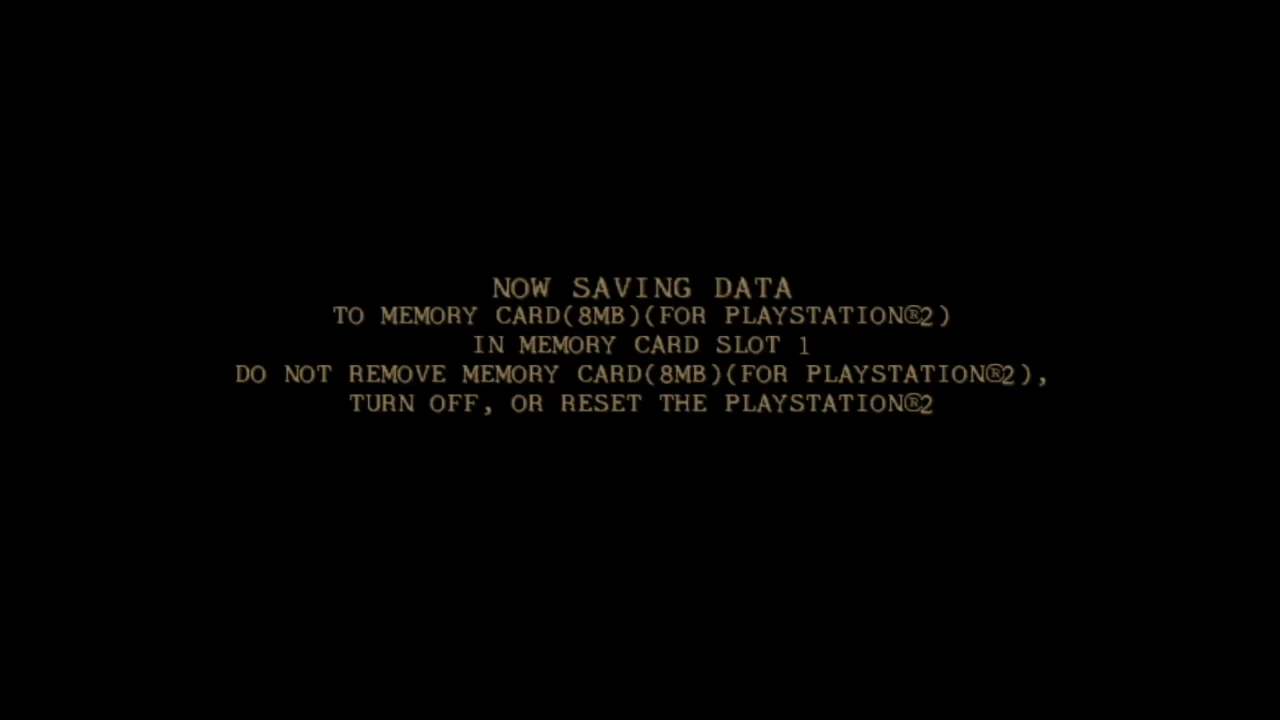 NOW SAVING DATA
TO MEMORY CARD(8MB)(FOR PLAYSTATION®2)
IN MEMORY CARD SLOT 1
DO NOT REMOVE MEMORY CARD(8MB)(FOR PLAYSTATION®2),
TURN OFF, OR RESET THE PLAYSTATION®2